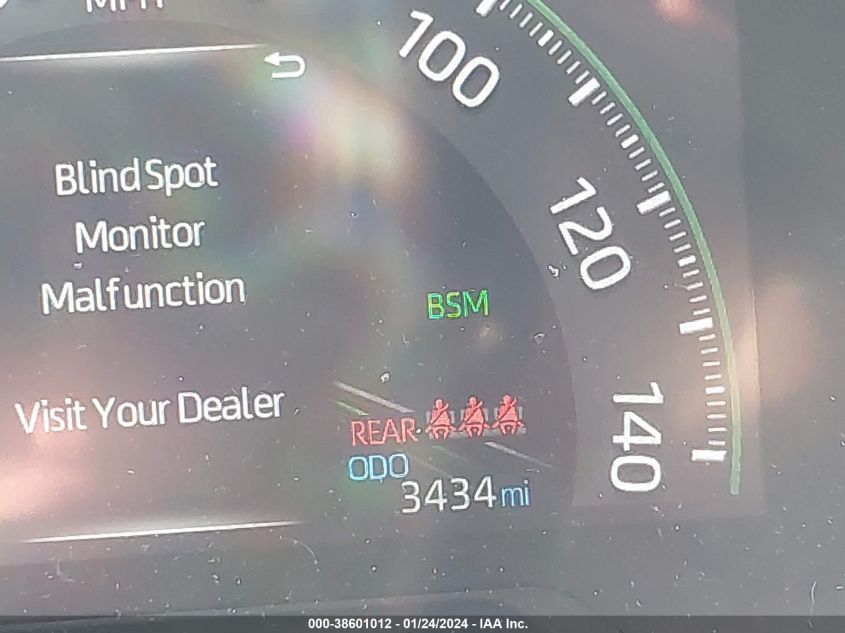 MPH
100
Blind Spot
Monitor
Malfunction
120
BSM
Visit Your Dealer
140
REAR
ODO
3434 mi
000-38601012 - 01/24/2024 - IAA Inc.